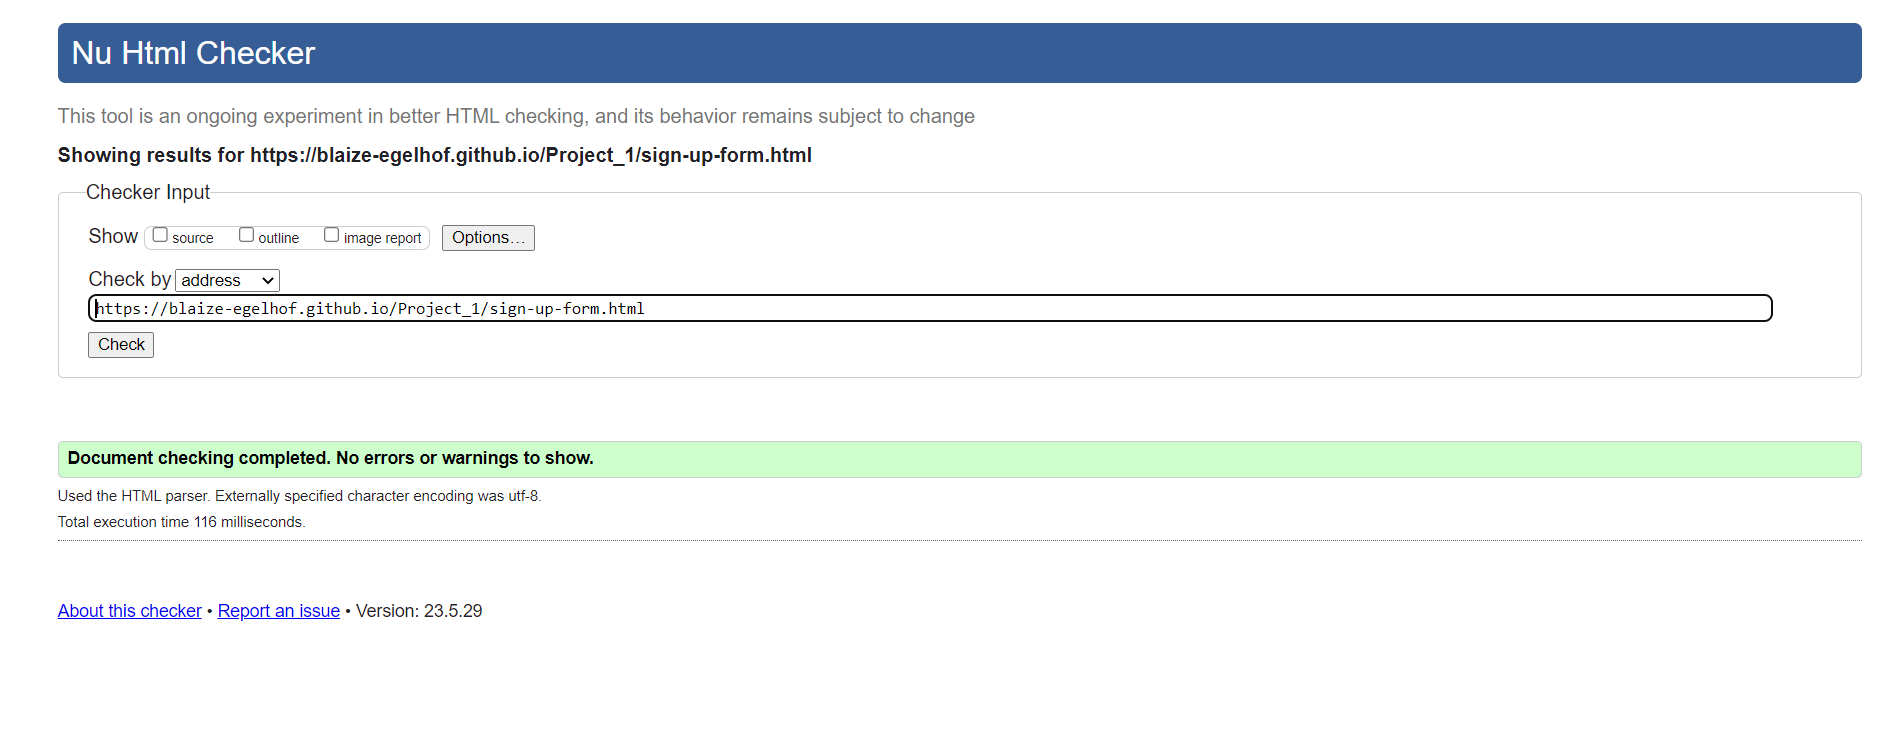 Nu Html Checker
This tool is an ongoing experiment in better HTML checking, and its behavior remains subject to change
Showing results for https://blaize-egelhof.github.io/Project_1/sign-up-form.html
Checker Input
Show source outline image report Options...
Check by address
https://blaize-egelhof.github.io/Project_1/sign-up-form.html
Check
Document checking completed. No errors or warnings to show.
Used the HTML parser. Externally specified character encoding was utf-8.
Total execution time 116 milliseconds.
About this checker • Report an issue • Version: 23.5.29